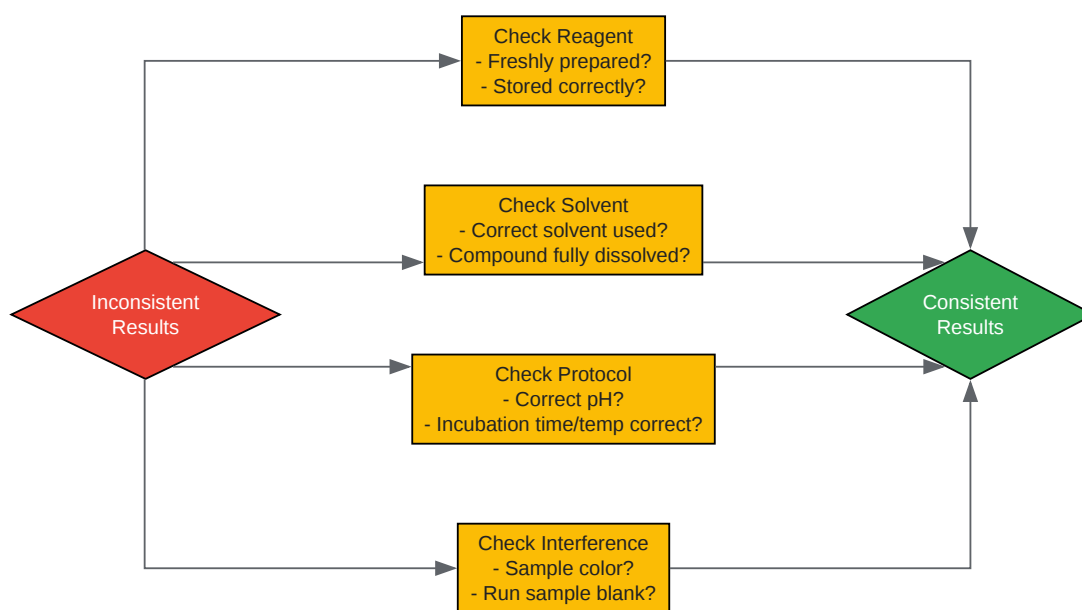 Check Reagent
- Freshly prepared?
- Stored correctly?
Check Solvent
- Correct solvent used?
- Compound fully dissolved?
Inconsistent
Results
Consistent
Results
Check Protocol
- Correct pH?
- Incubation time/temp correct?
Check Interference
- Sample color?
- Run sample blank?